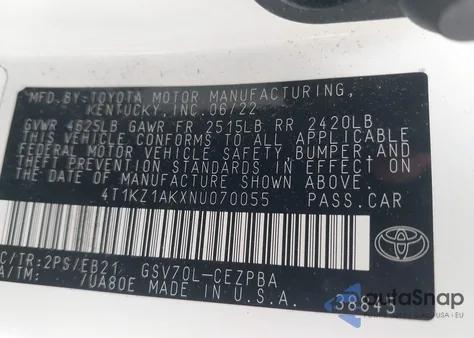 MFD.BY:TOYOTA MOTOR MANUFACTURING,
KENTUCKY, INC. 06/22
GVWR 4625LB GAWR FR 2515LB RR 2420LB
THIS VEHICLE CONFORMS TO ALL APPLICABLE
FEDERAL MOTOR VEHICLE SAFETY, BUMPER, AND
THEFT PREVENTION STANDARDS IN EFFECT ON
THE DATE OF MANUFACTURE SHOWN ABOVE.
4T1KZ1AKXNU070055 PASS.CAR
C/TR:2PS/EB21 GSV70L-CEZPBA
A/TM: /UA80E MADE IN U.S.A.
38845
TOYOTA
autoSnap